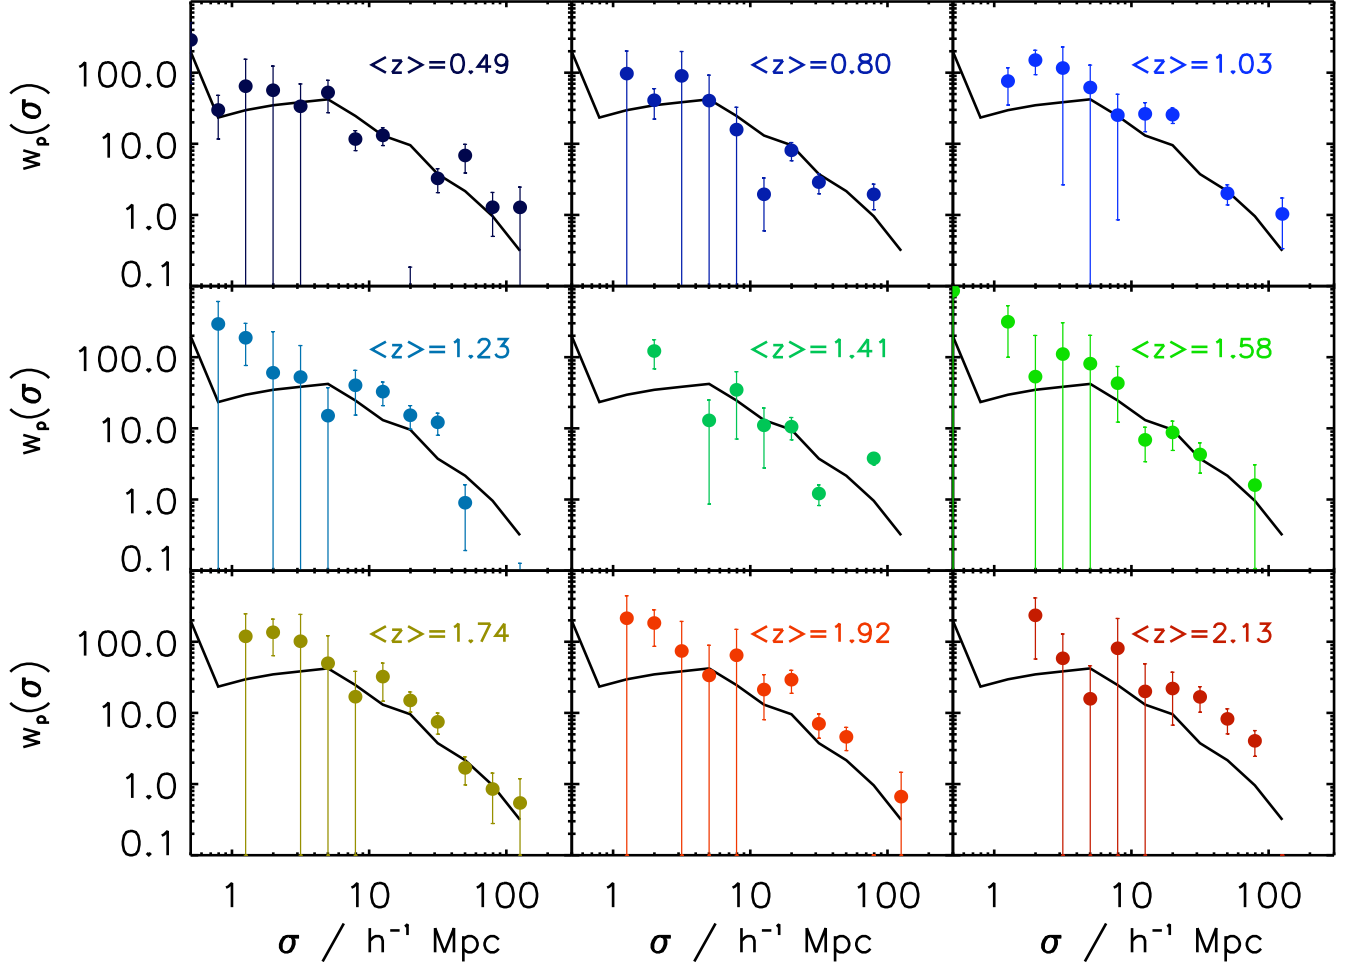 <z>=0.49
<z>=0.80
<z>=1.03
100.0
10.0
1.0
0.1
wp(σ)
<z>=1.23
<z>=1.41
<z>=1.58
100.0
10.0
1.0
0.1
wp(σ)
<z>=1.74
<z>=1.92
<z>=2.13
100.0
10.0
1.0
0.1
wp(σ)
1 10 100 1 10 100 1 10 100
σ / h⁻¹ Mpc σ / h⁻¹ Mpc σ / h⁻¹ Mpc